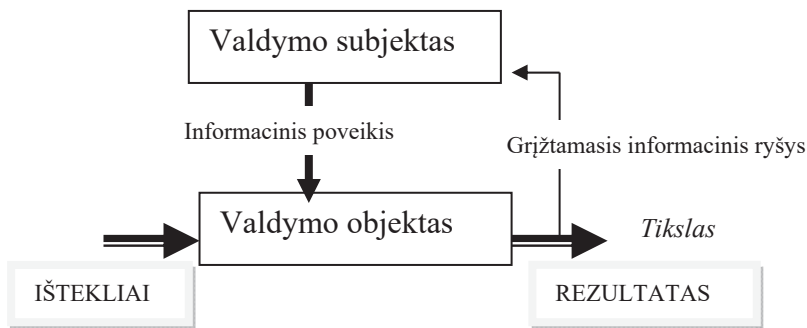 Valdymo subjektas
Informacinis poveikis
Grįžtamasis informacinis ryšys
Valdymo objektas
Tikslas
IŠTEKLIAI
REZULTATAS